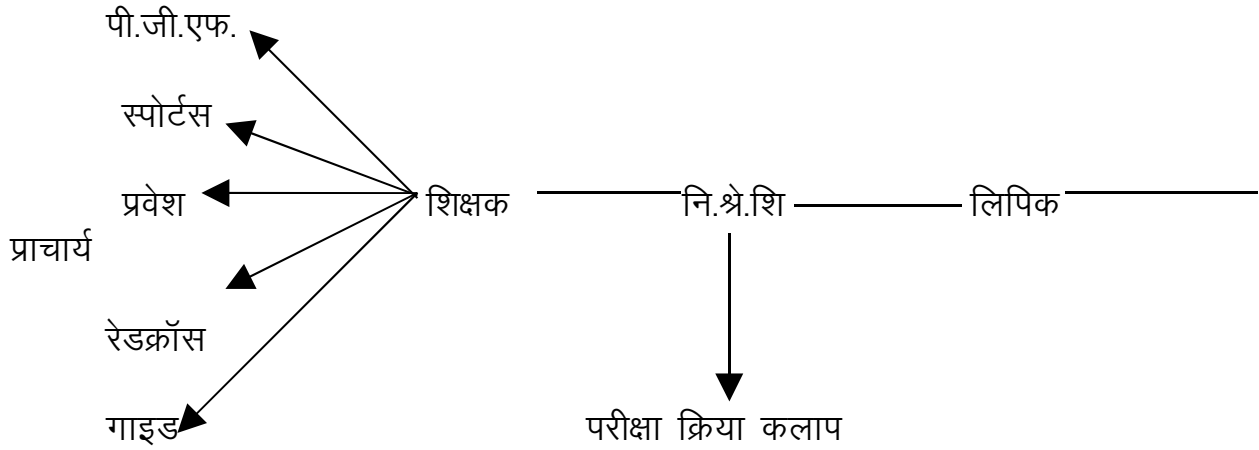 पी.जी.एफ.
स्पोर्टस
प्रवेश शिक्षक नि.श्रे.शि लिपिक
प्राचार्य
रेडक्रॉस
गाइड परीक्षा क्रिया कलाप